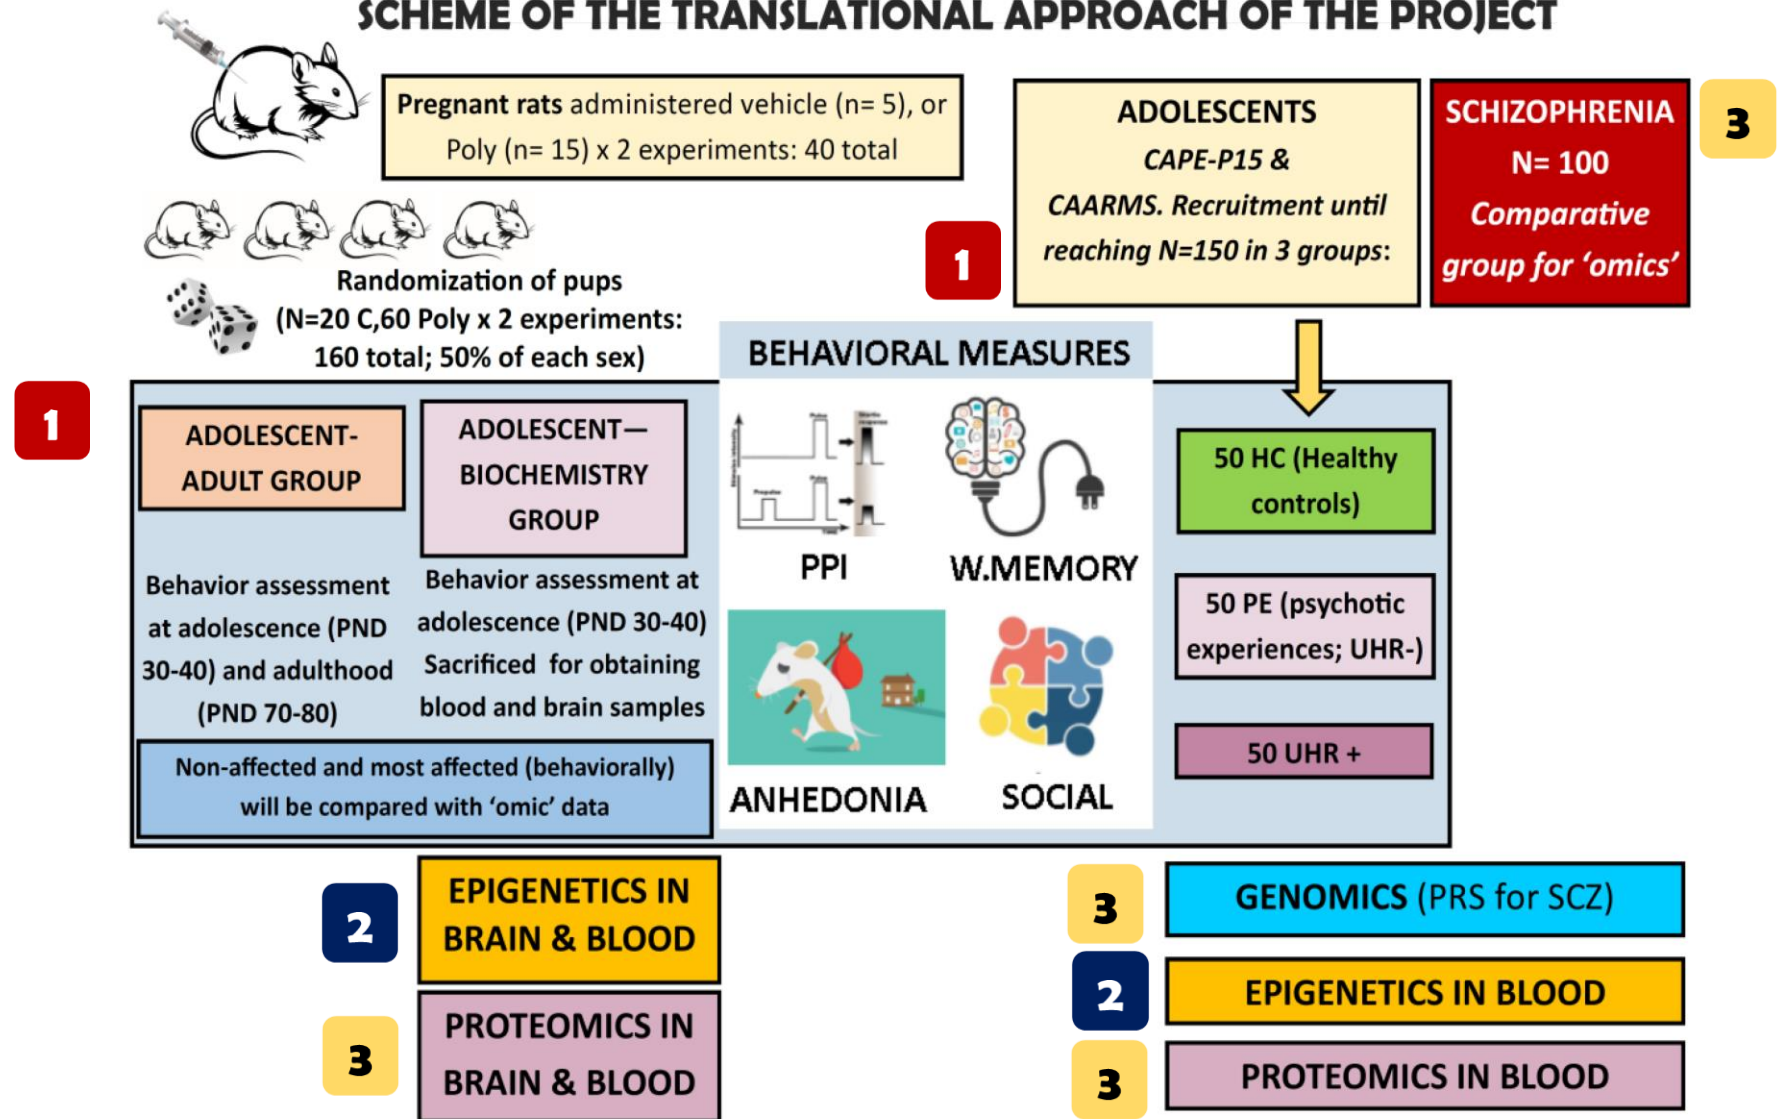 SCHEME OF THE TRANSLATIONAL APPROACH OF THE PROJECT
Pregnant rats administered vehicle (n= 5), or
Poly (n= 15) x 2 experiments: 40 total
Randomization of pups
(N=20 C,60 Poly x 2 experiments:
160 total; 50% of each sex)
1
ADOLESCENTS
CAPE-P15 &
CAARMS. Recruitment until
reaching N=150 in 3 groups:
1
SCHIZOPHRENIA
N= 100
Comparative
group for ‘omics’
3
ADOLESCENT-
ADULT GROUP
Behavior assessment
at adolescence (PND
30-40) and adulthood
(PND 70-80)
ADOLESCENT—
BIOCHEMISTRY
GROUP
Behavior assessment at
adolescence (PND 30-40)
Sacrificed for obtaining
blood and brain samples
Non-affected and most affected (behaviorally)
will be compared with ‘omic’ data
BEHAVIORAL MEASURES
Pulse
Startle
response
Prepulse
Pulse
Time
PPI
W.MEMORY
ANHEDONIA
SOCIAL
50 HC (Healthy
controls)
50 PE (psychotic
experiences; UHR-)
50 UHR +
2
EPIGENETICS IN
BRAIN & BLOOD
3
PROTEOMICS IN
BRAIN & BLOOD
3
GENOMICS (PRS for SCZ)
2
EPIGENETICS IN BLOOD
3
PROTEOMICS IN BLOOD